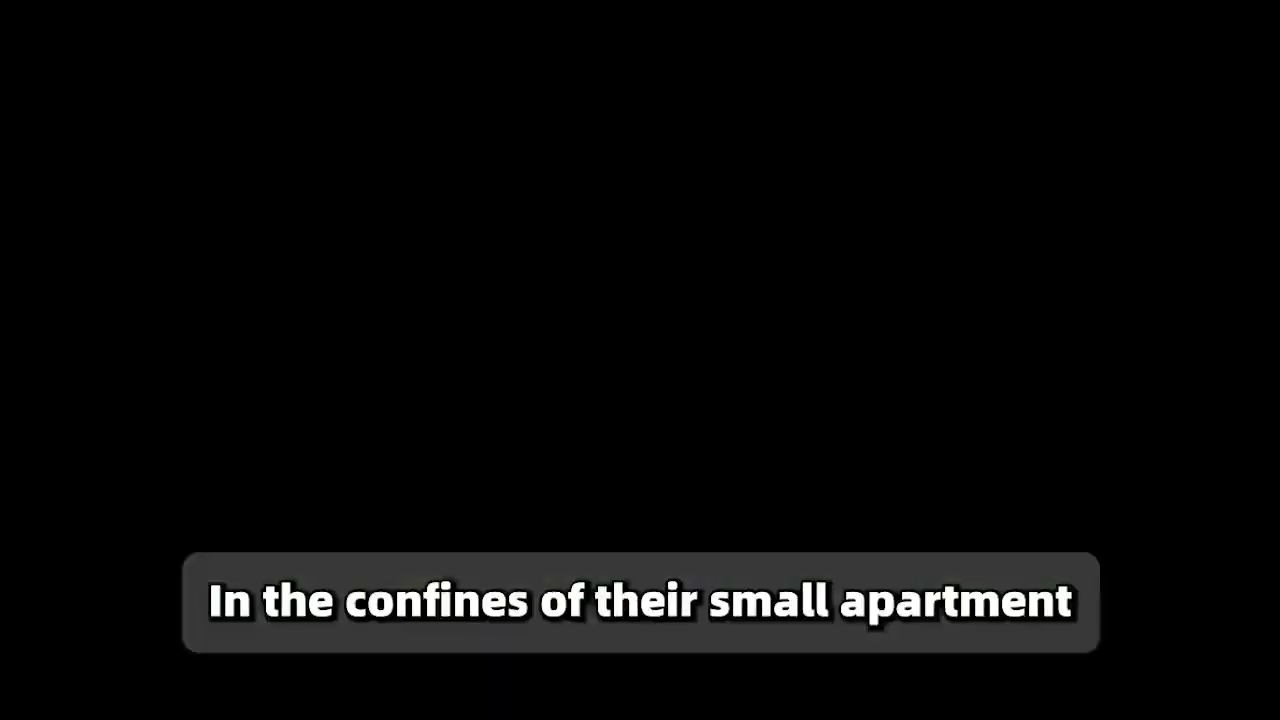 In the confines of their small apartment